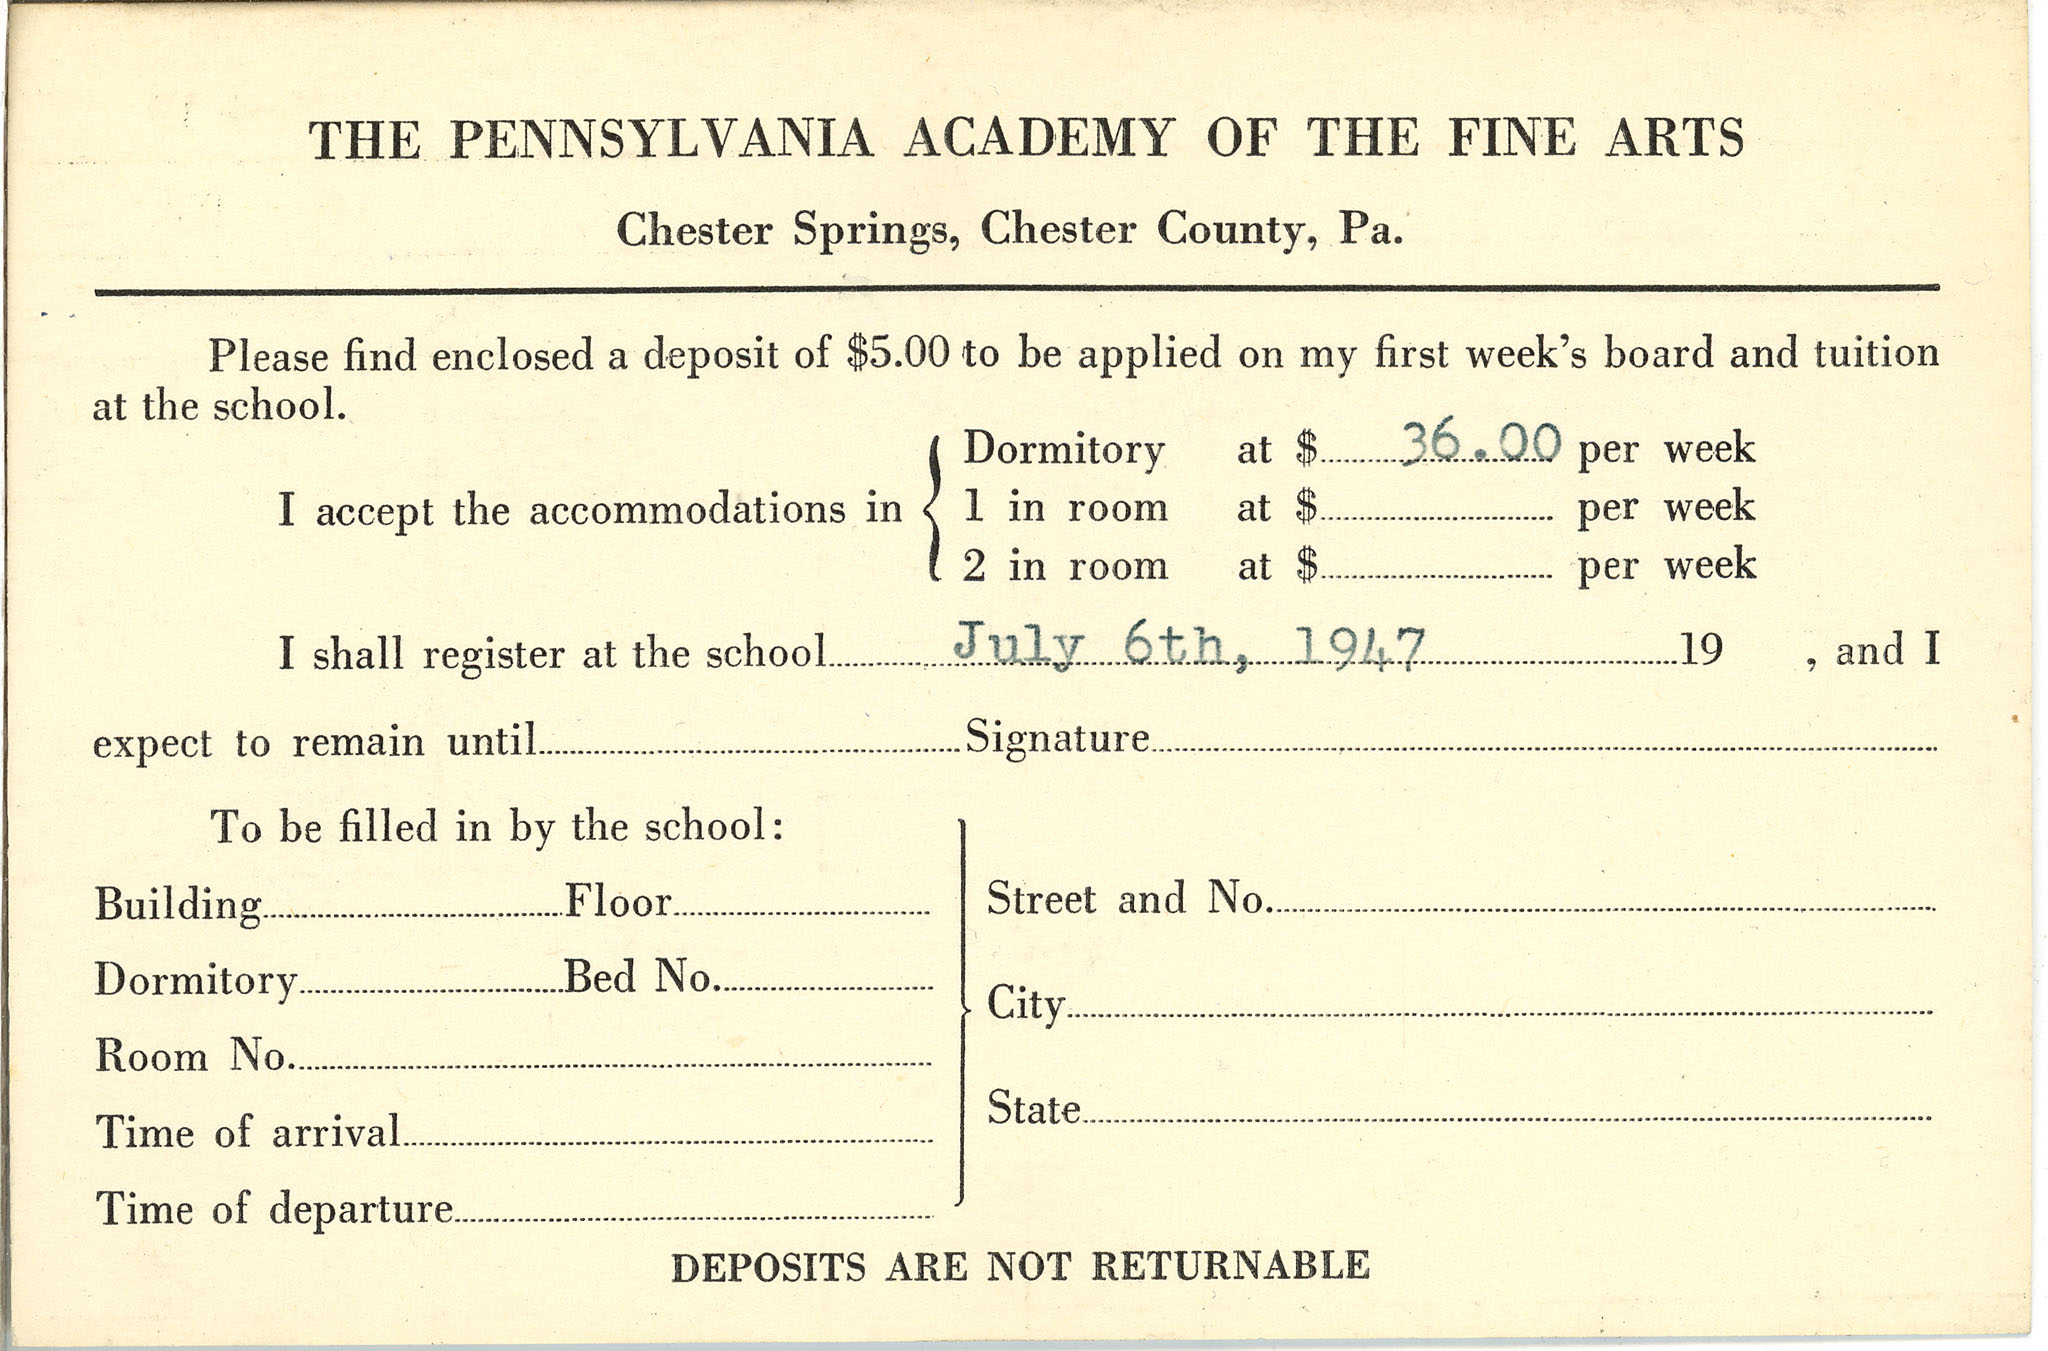 THE PENNSYLVANIA ACADEMY OF THE FINE ARTS
Chester Springs, Chester County, Pa.
Please find enclosed a deposit of $5.00 to be applied on my first week's board and tuition
at the school.
I accept the accommodations in
Dormitory at $ 36.00 per week
1 in room at $ per week
2 in room at $ per week
I shall register at the school July 6th, 1947 19 , and I
expect to remain until Signature
To be filled in by the school:
Building Floor
Dormitory Bed No.
Room No.
Time of arrival
Time of departure
Street and No.
City
State
DEPOSITS ARE NOT RETURNABLE